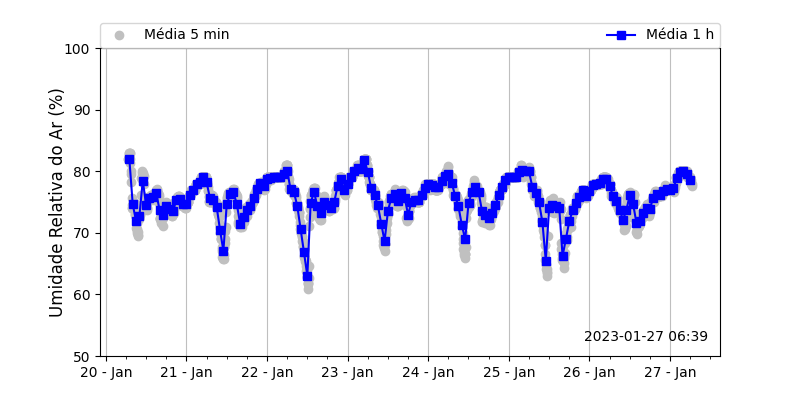 Média 5 min
Média 1 h
Umidade Relativa do Ar (%)
100
90
80
70
60
50
2023-01-27 06:39
20 - Jan
21 - Jan
22 - Jan
23 - Jan
24 - Jan
25 - Jan
26 - Jan
27 - Jan